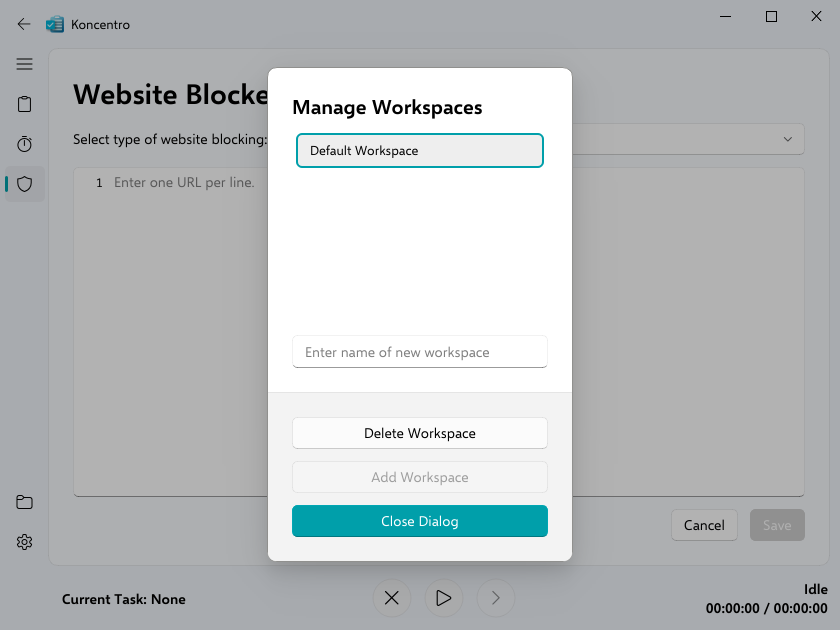 Koncentro
Website Blocke
Select type of website blocking:
1 Enter one URL per line.
Manage Workspaces
Default Workspace
Enter name of new workspace
Delete Workspace
Add Workspace
Close Dialog
Cancel Save
Current Task: None
Idle
00:00:00 / 00:00:00